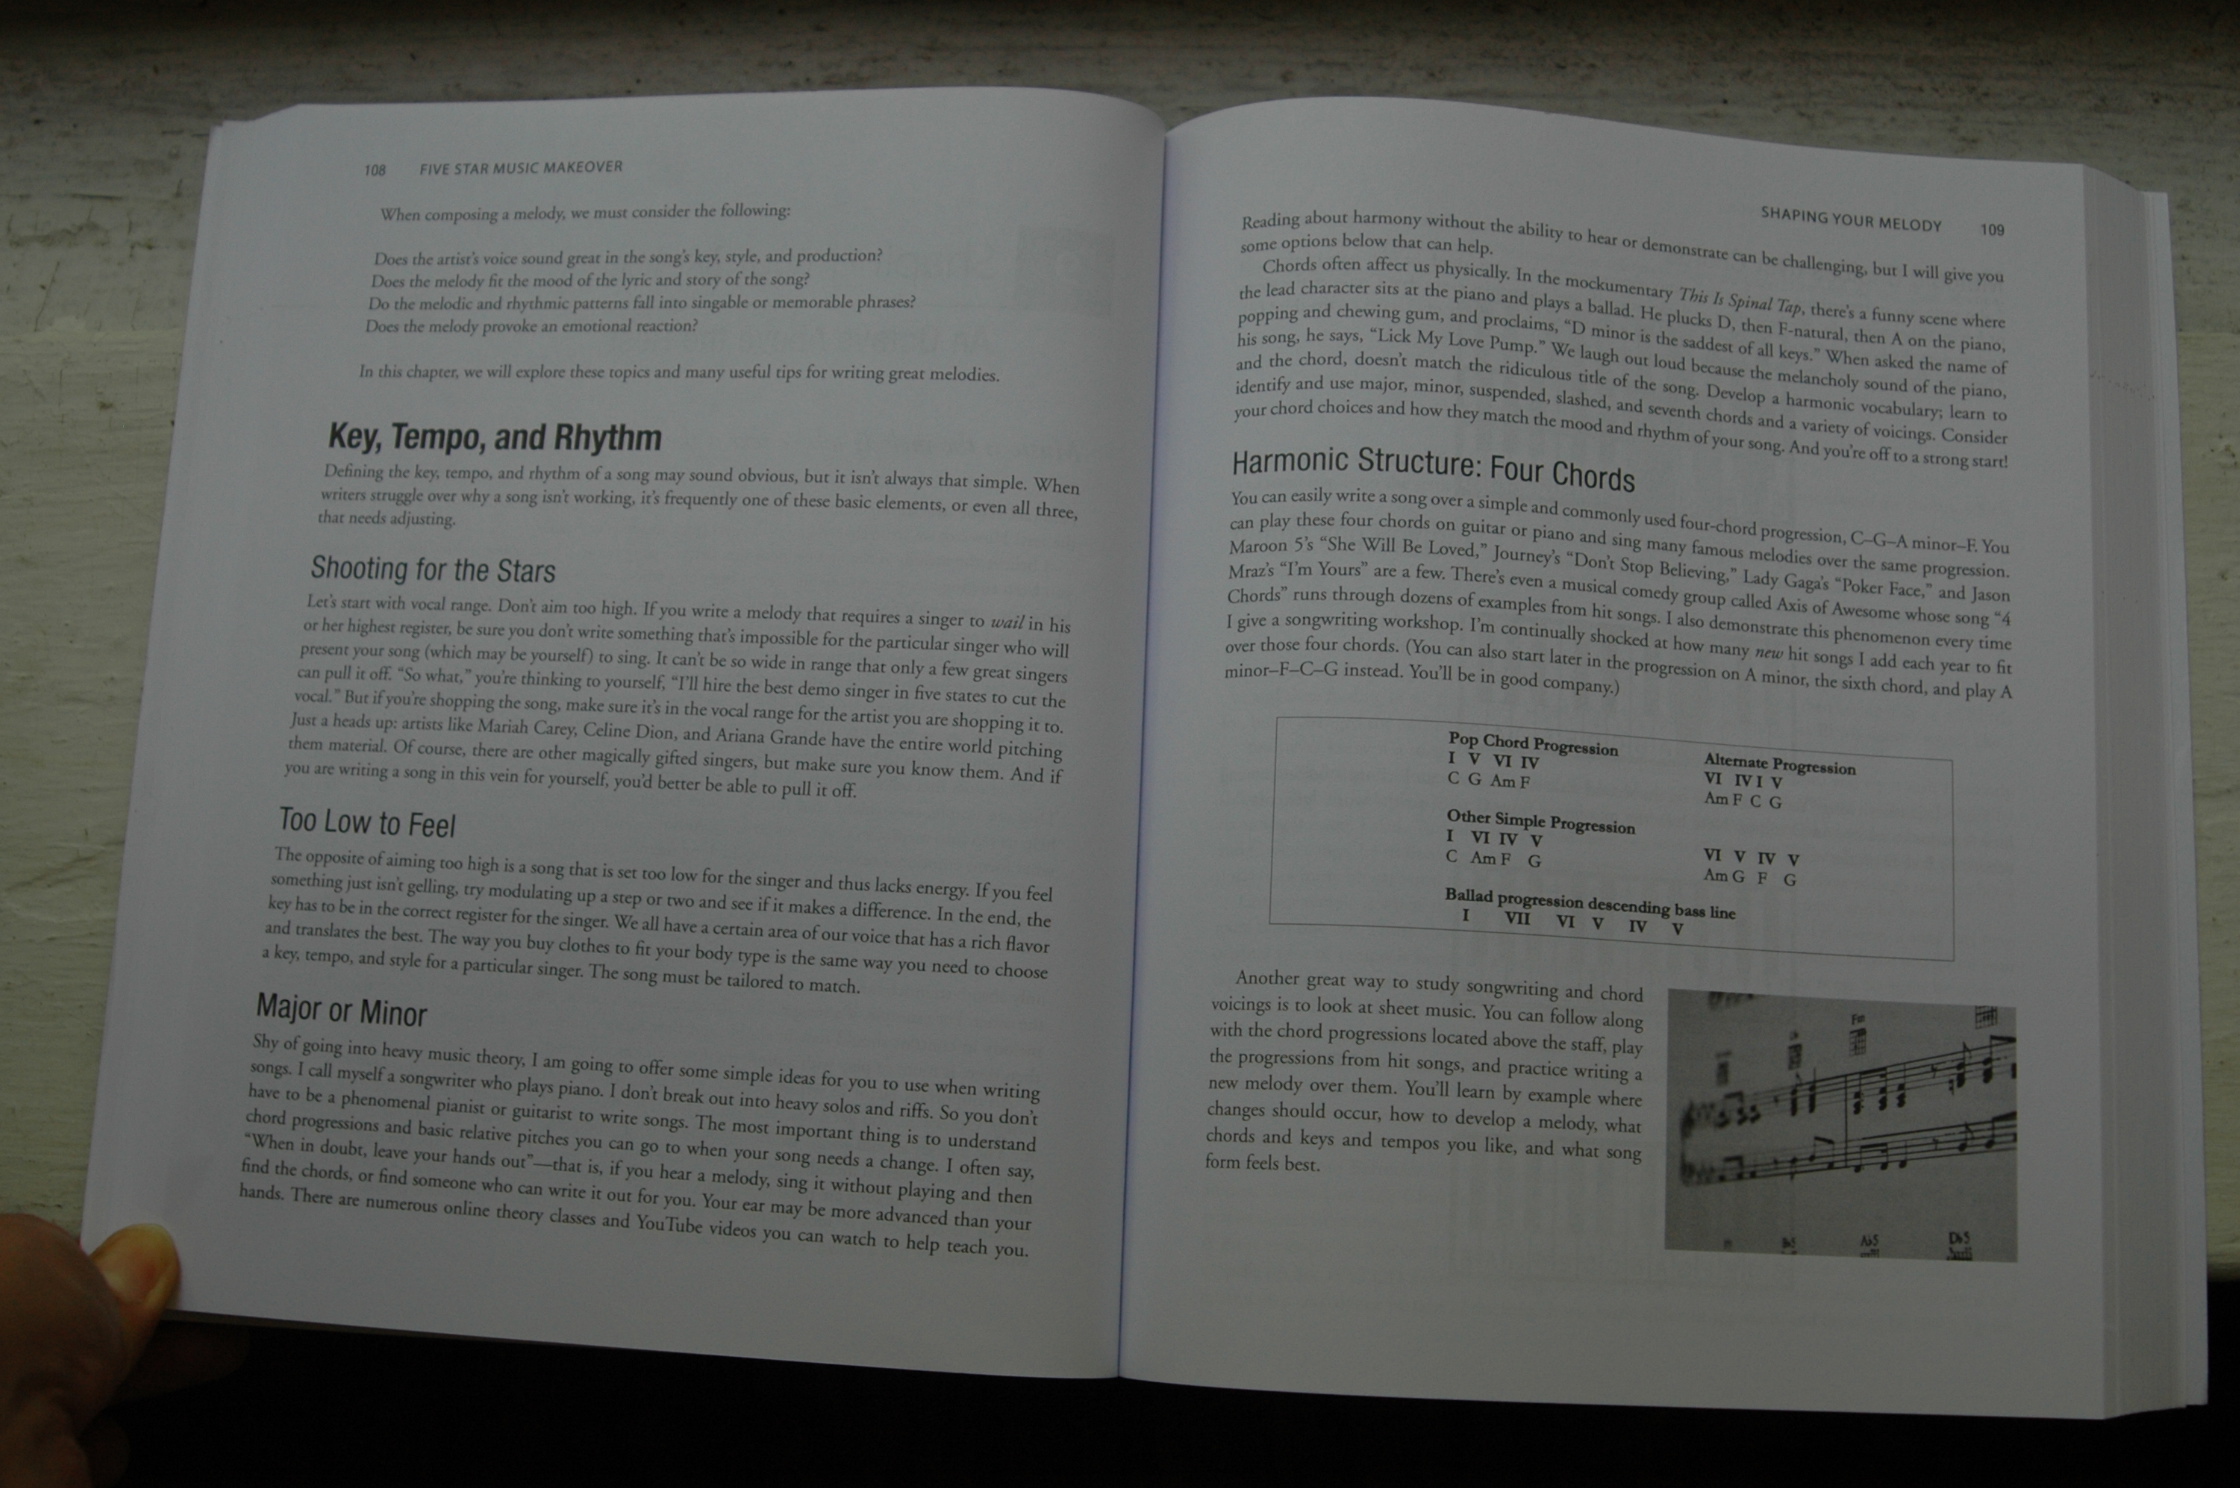 108 FIVE STAR MUSIC MAKEOVER
When composing a melody, we must consider the following:
Does the artist's voice sound great in the song's key, style, and production?
Does the melody fit the mood of the lyric and story of the song?
Do the melodic and rhythmic patterns fall into singable or memorable phrases?
Does the melody provoke an emotional reaction?
In this chapter, we will explore these topics and many useful tips for writing great melodies.
Key, Tempo, and Rhythm
Defining the key, tempo, and rhythm of a song may sound obvious, but it isn't always that simple. When
writers struggle over why a song isn't working, it's frequently one of these basic elements, or even all three,
that needs adjusting.
Shooting for the Stars
Let's start with vocal range. Don't aim too high. If you write a melody that requires a singer to wail in his
or her highest register, be sure you don't write something that's impossible for the particular singer who will
present your song (which may be yourself) to sing. It can't be so wide in range that only a few great singers
can pull it off. “So what,” you're thinking to yourself, “I'll hire the best demo singer in five states to cut the
vocal.” But if you're shopping the song, make sure it's in the vocal range for the artist you are shopping it to.
Just a heads up: artists like Mariah Carey, Celine Dion, and Ariana Grande have the entire world pitching
them material. Of course, there are other magically gifted singers, but make sure you know them. And if
you are writing a song in this vein for yourself, you'd better be able to pull it off.
Too Low to Feel
The opposite of aiming too high is a song that is set too low for the singer and thus lacks energy. If you feel
something just isn't gelling, try modulating up a step or two and see if it makes a difference. In the end, the
key has to be in the correct register for the singer. We all have a certain area of our voice that has a rich flavor
and translates the best. The way you buy clothes to fit your body type is the same way you need to choose
a key, tempo, and style for a particular singer. The song must be tailored to match.
Major or Minor
Shy of going into heavy music theory, I am going to offer some simple ideas for you to use when writing
songs. I call myself a songwriter who plays piano. I don't break out into heavy solos and riffs. So you don't
have to be a phenomenal pianist or guitarist to write songs. The most important thing is to understand
chord progressions and basic relative pitches you can go to when your song needs a change. I often say,
“When in doubt, leave your hands out”—that is, if you hear a melody, sing it without playing and then
find the chords, or find someone who can write it out for you. Your ear may be more advanced than your
hands. There are numerous online theory classes and YouTube videos you can watch to help teach you.
SHAPING YOUR MELODY 109
Reading about harmony without the ability to hear or demonstrate can be challenging, but I will give you
some options below that can help.
Chords often affect us physically. In the mockumentary This Is Spinal Tap, there's a funny scene where
the lead character sits at the piano and plays a ballad. He plucks D, then F-natural, then A on the piano,
popping and chewing gum, and proclaims, “D minor is the saddest of all keys.” When asked the name of
his song, he says, “Lick My Love Pump.” We laugh out loud because the melancholy sound of the piano,
and the chord, doesn't match the ridiculous title of the song. Develop a harmonic vocabulary; learn to
identify and use major, minor, suspended, slashed, and seventh chords and a variety of voicings. Consider
your chord choices and how they match the mood and rhythm of your song. And you're off to a strong start!
Harmonic Structure: Four Chords
You can easily write a song over a simple and commonly used four-chord progression, C–G–A minor–F. You
can play these four chords on guitar or piano and sing many famous melodies over the same progression.
Maroon 5's “She Will Be Loved,” Journey's “Don't Stop Believing,” Lady Gaga's “Poker Face,” and Jason
Mraz's “I'm Yours” are a few. There's even a musical comedy group called Axis of Awesome whose song “4
Chords” runs through dozens of examples from hit songs. I also demonstrate this phenomenon every time
I give a songwriting workshop. I'm continually shocked at how many new hit songs I add each year to fit
over those four chords. (You can also start later in the progression on A minor, the sixth chord, and play A
minor–F–C–G instead. You'll be in good company.)
Pop Chord Progression
I V VI IV
C G Am F
Alternate Progression
VI IV I V
Am F C G
Other Simple Progression
I VI IV V
C Am F G
VI V IV V
Am G F G
Ballad progression descending bass line
I VII VI V IV V
Another great way to study songwriting and chord
voicings is to look at sheet music. You can follow along
with the chord progressions located above the staff, play
the progressions from hit songs, and practice writing a
new melody over them. You'll learn by example where
changes should occur, how to develop a melody, what
chords and keys and tempos you like, and what song
form feels best.
Fm
A♭5
D♭5